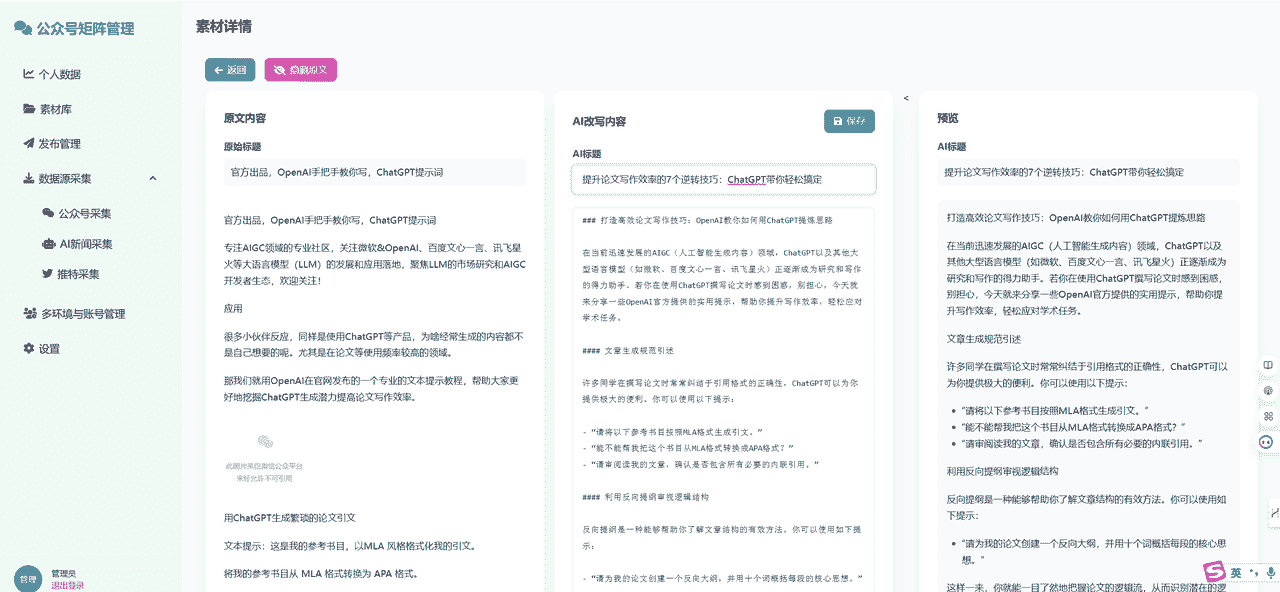 公众号矩阵管理
个人数据
素材库
发布管理
数据源采集
公众号采集
AI新闻采集
推特采集
多环境与账号管理
设置
管理
管理员
退出登录
素材详情
返回
隐藏原文
原文内容
原始标题
官方出品，OpenAI手把手教你写，ChatGPT提示词
官方出品，OpenAI手把手教你写，ChatGPT提示词
专注AIGC领域的专业社区，关注微软&OpenAI、百度文心一言、讯飞星
火等大语言模型（LLM）的发展和应用落地，聚焦LLM的市场研究和AIGC
开发者生态，欢迎关注！
应用
很多小伙伴反应，同样是使用ChatGPT等产品，为啥经常生成的内容都不
是自己想要的呢。尤其是在论文等使用频率较高的领域。
那我们就用OpenAI在官网发布的一个专业的文本提示教程，帮助大家更
好地挖掘ChatGPT生成潜力提高论文写作效率。
此图片来自微信公众平台
未经允许不可引用
用ChatGPT生成繁琐的论文引文
文本提示：这是我的参考书目，以MLA 风格格式化我的引文。
将我的参考书目从 MLA 格式转换为 APA 格式。
AI改写内容
保存
AI标题
提升论文写作效率的7个逆转技巧：ChatGPT带你轻松搞定
### 打造高效论文写作技巧：OpenAI教你如何用ChatGPT提炼思路
在当前迅速发展的AIGC（人工智能生成内容）领域，ChatGPT以及其他大
型语言模型（如微软、百度文心一言、讯飞星火）正逐渐成为研究和写作
的得力助手。若你在使用ChatGPT撰写论文时感到困惑，别担心，今天就
来分享一些OpenAI官方提供的实用提示，帮助你提升写作效率，轻松应对
学术任务。
#### 文章生成规范引述
许多同学在撰写论文时常常纠结于引用格式的正确性，ChatGPT可以为你
提供极大的便利。你可以使用以下提示：
- “请将以下参考书目按照MLA格式生成引文。”
- “能不能帮我把这个书目从MLA格式转换成APA格式？”
- “请审阅读我的文章，确认是否包含所有必要的内联引用。”
#### 利用反向提纲审视逻辑结构
反向提纲是一种能够帮助你了解文章结构的有效方法。你可以使用如下提
示：
- “请为我的论文创建一个反向大纲，并用十个词概括每段的核心思想。”
<
预览
AI标题
提升论文写作效率的7个逆转技巧：ChatGPT带你轻松搞定
打造高效论文写作技巧：OpenAI教你如何用ChatGPT提炼思路
在当前迅速发展的AIGC（人工智能生成内容）领域，ChatGPT以及
其他大型语言模型（如微软、百度文心一言、讯飞星火）正逐渐成为
研究和写作的得力助手。若你在使用ChatGPT撰写论文时感到困惑，
别担心，今天就来分享一些OpenAI官方提供的实用提示，帮助你提
升写作效率，轻松应对学术任务。
文章生成规范引述
许多同学在撰写论文时常常纠结于引用格式的正确性，ChatGPT可以
为你提供极大的便利。你可以使用以下提示：
“请将以下参考书目按照MLA格式生成引文。”
“能不能帮我把这个书目从MLA格式转换成APA格式？”
“请审阅读我的文章，确认是否包含所有必要的内联引用。”
利用反向提纲审视逻辑结构
反向提纲是一种能够帮助你了解文章结构的有效方法。你可以使用如
下提示：
“请为我的论文创建一个反向大纲，并用十个词概括每段的核心思
想。”
这样一来，你就能一目了然地把握论文的逻辑流，从而识别潜在的逻
英